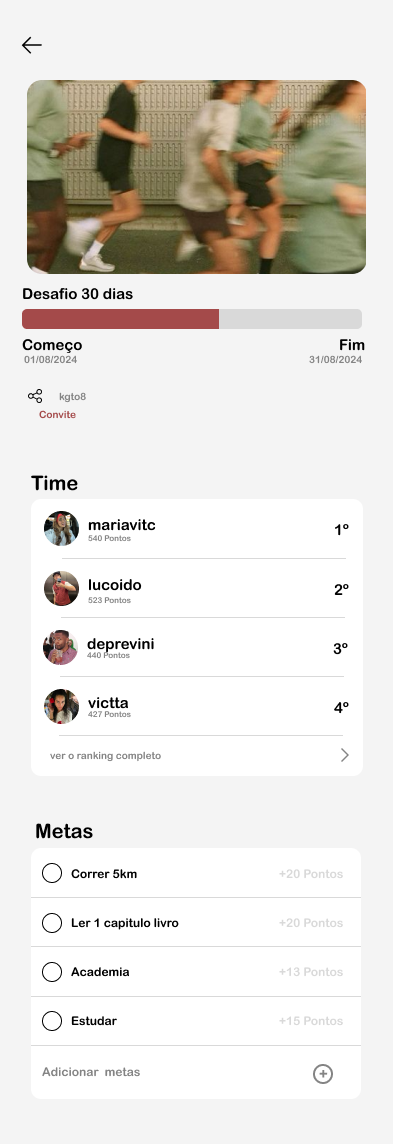 Desafio 30 dias
Começo Fim
01/08/2024 31/08/2024
kgto8
Convite
Time
mariavitc 1º
540 Pontos
lucoido 2º
523 Pontos
deprevini 3º
440 Pontos
victta 4º
427 Pontos
ver o ranking completo
Metas
Correr 5km +20 Pontos
Ler 1 capitulo livro +20 Pontos
Academia +13 Pontos
Estudar +15 Pontos
Adicionar metas